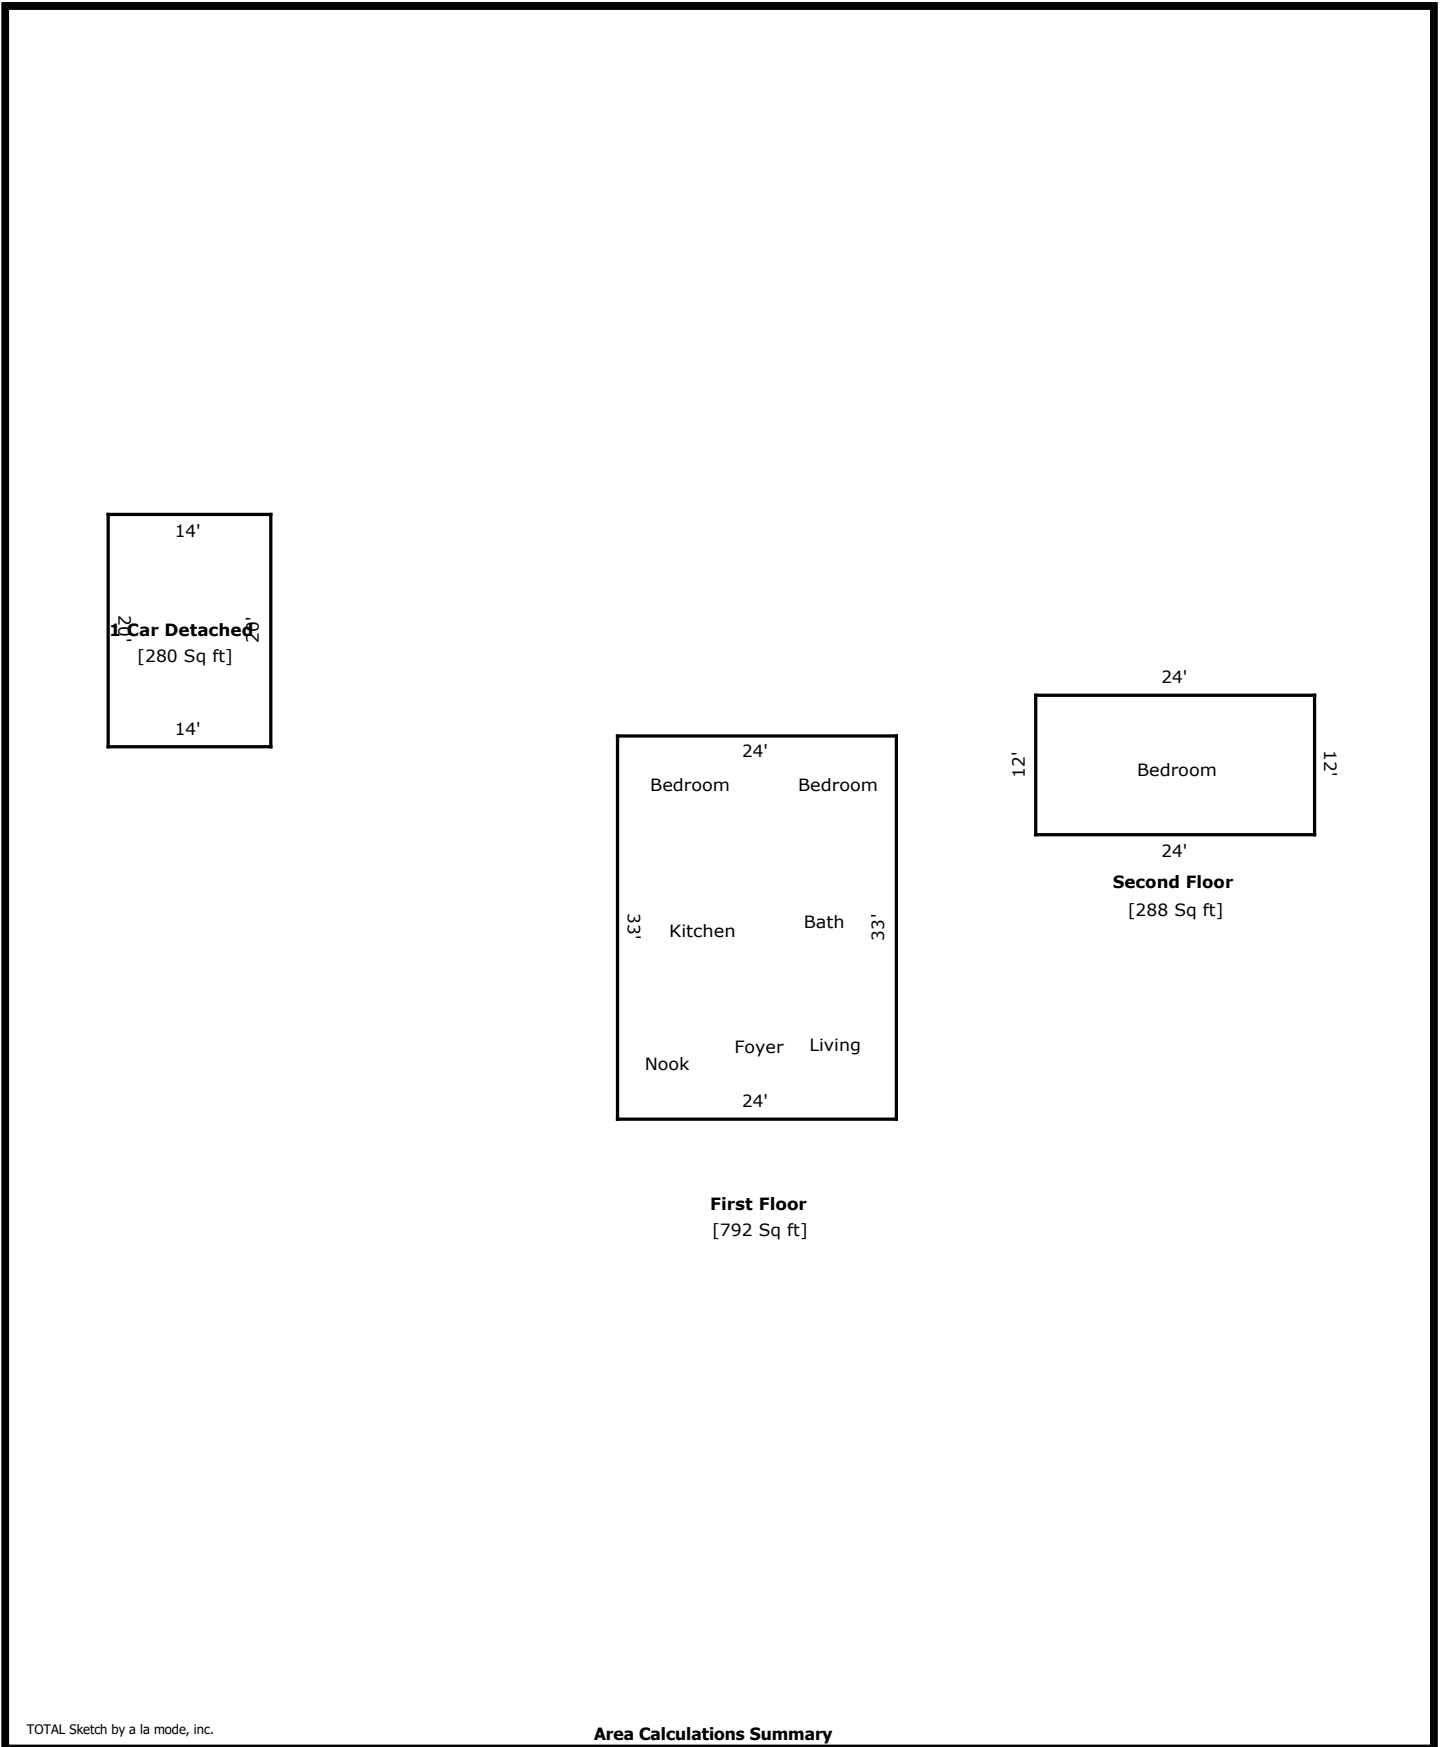 14'
20'
20'
1 Car Detached
[280 Sq ft]
14'
24'
Bedroom
Bedroom
33'
Kitchen
Bath
33'
Nook
Foyer
Living
24'
First Floor
[792 Sq ft]
24'
12'
Bedroom
12'
24'
Second Floor
[288 Sq ft]
TOTAL Sketch by a la mode, inc.
Area Calculations Summary